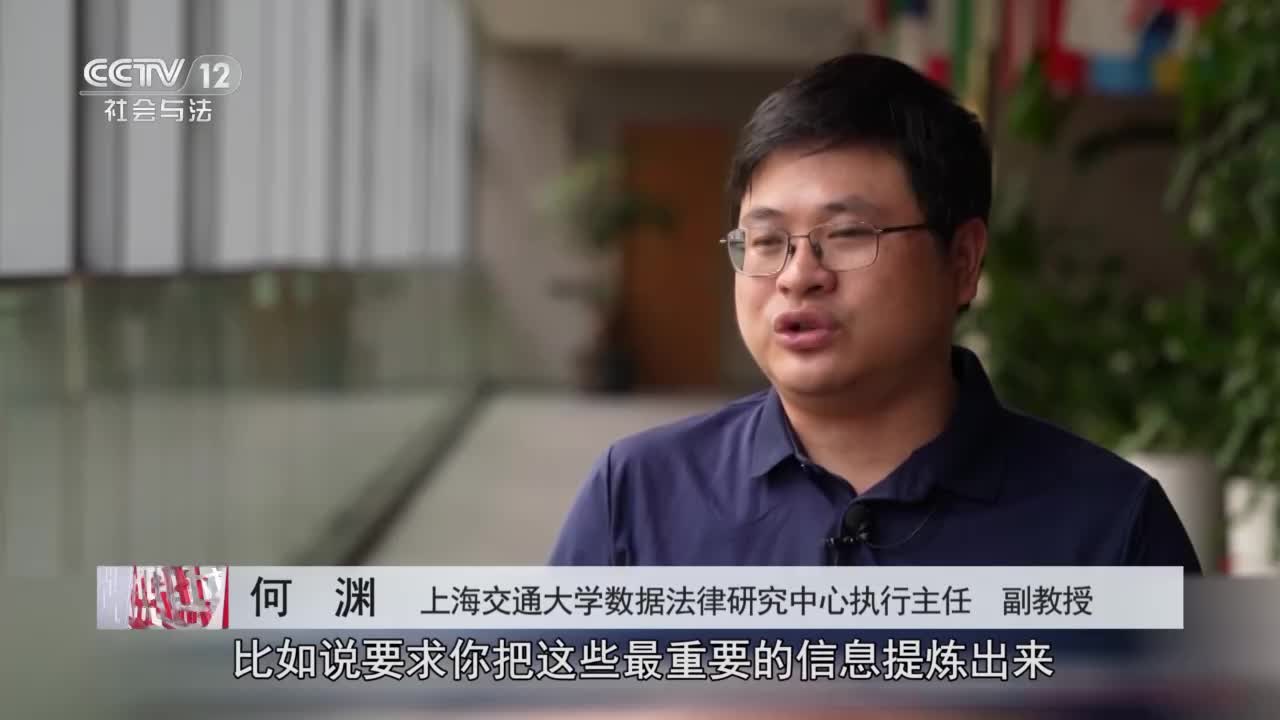 CCTV 12
社会与法
何 渊 上海交通大学数据法律研究中心执行主任 副教授
比如说要求你把这些最重要的信息提炼出来